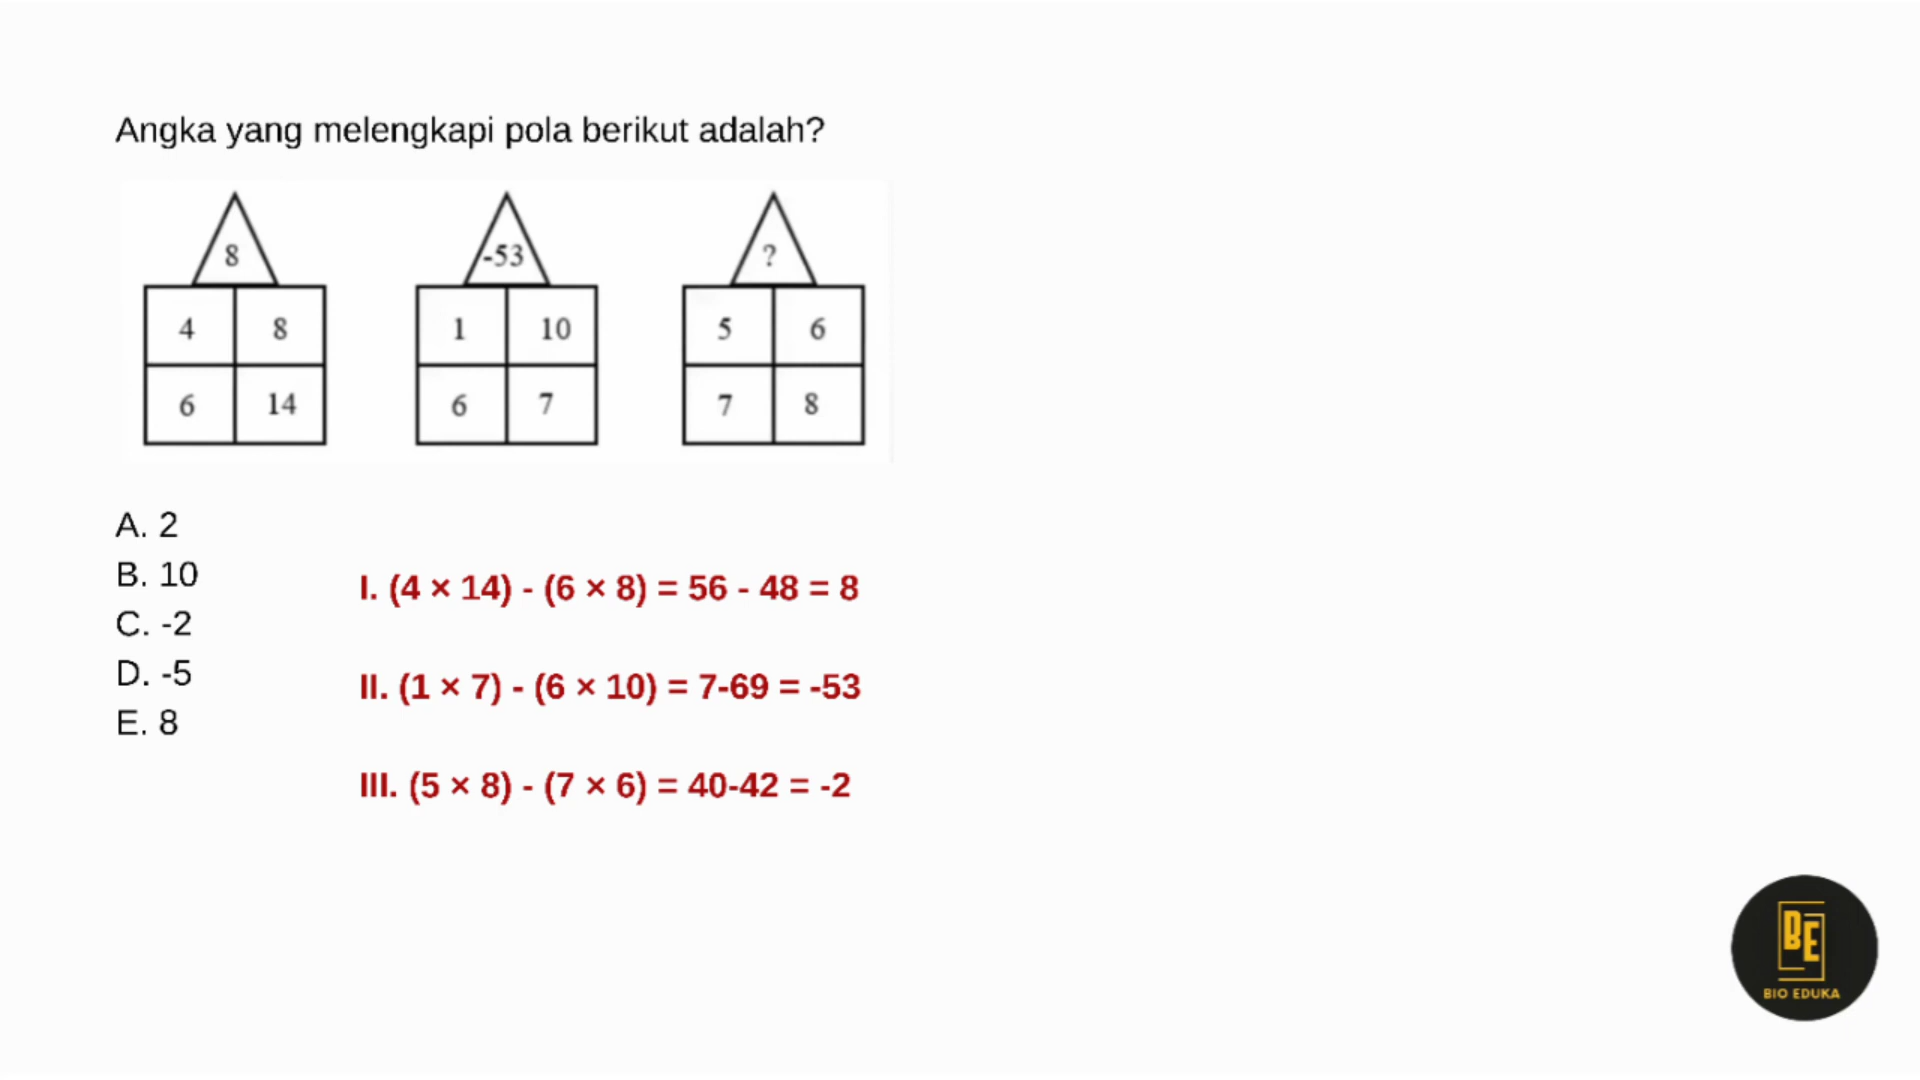 Angka yang melengkapi pola berikut adalah?
8 -53 ?
4 8 1 10 5 6
6 14 6 7 7 8
A. 2
B. 10
C. -2
D. -5
E. 8
I. (4 × 14) - (6 × 8) = 56 - 48 = 8
II. (1 × 7) - (6 × 10) = 7-69 = -53
III. (5 × 8) - (7 × 6) = 40-42 = -2
BE
BIO EDUKA